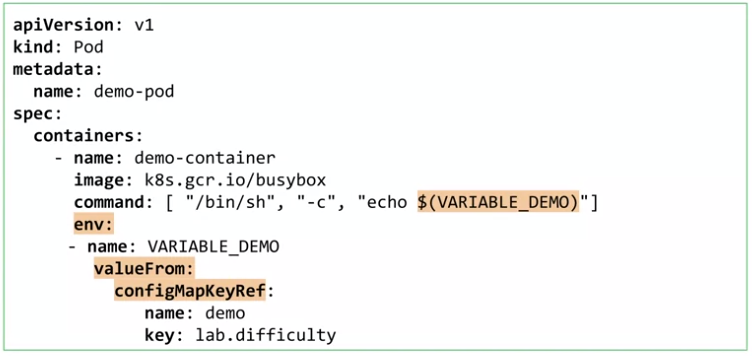 apiVersion: v1
kind: Pod
metadata:
  name: demo-pod
spec:
  containers:
    - name: demo-container
      image: k8s.gcr.io/busybox
      command: [ "/bin/sh", "-c", "echo $(VARIABLE_DEMO)"]
      env:
     - name: VARIABLE_DEMO
        valueFrom:
          configMapKeyRef:
             name: demo
             key: lab.difficulty